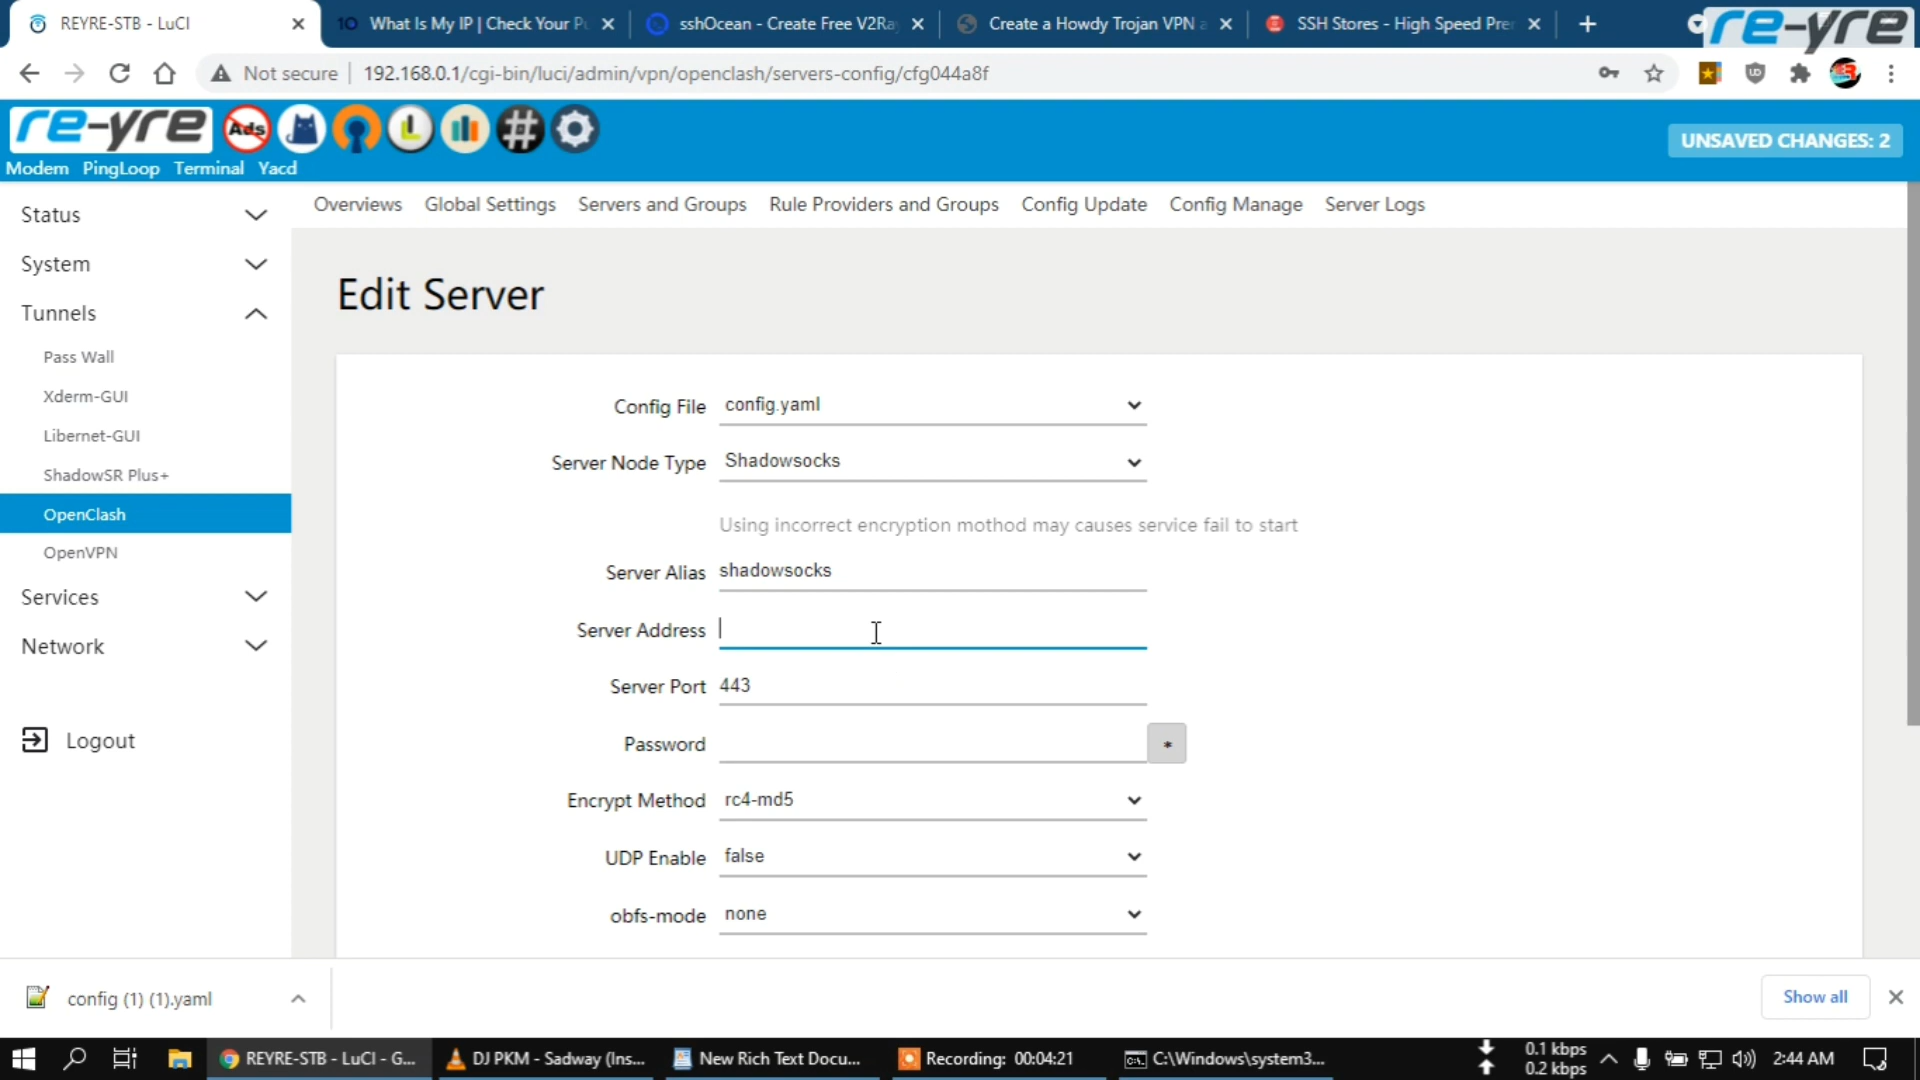 REYRE-STB - LuCI
What Is My IP | Check Your Pu
sshOcean - Create Free V2Ray
Create a Howdy Trojan VPN a
SSH Stores - High Speed Prem
re-yre
Not secure
192.168.0.1/cgi-bin/luci/admin/vpn/openclash/servers-config/cfg044a8f
re-yre
Ads
UNSAVED CHANGES: 2
Modem PingLoop Terminal Yacd
Status
System
Tunnels
Pass Wall
Xderm-GUI
Libernet-GUI
ShadowSR Plus+
OpenClash
OpenVPN
Services
Network
Logout
Overviews Global Settings Servers and Groups Rule Providers and Groups Config Update Config Manage Server Logs
Edit Server
Config File config.yaml
Server Node Type Shadowsocks
Using incorrect encryption mothod may causes service fail to start
Server Alias shadowsocks
Server Address
Server Port 443
Password *
Encrypt Method rc4-md5
UDP Enable false
obfs-mode none
config (1) (1).yaml
Show all
REYRE-STB - LuCI - G...
DJ PKM - Sadway (Ins...
New Rich Text Docu...
Recording: 00:04:21
C:\Windows\system3...
0.1 kbps
0.2 kbps
2:44 AM